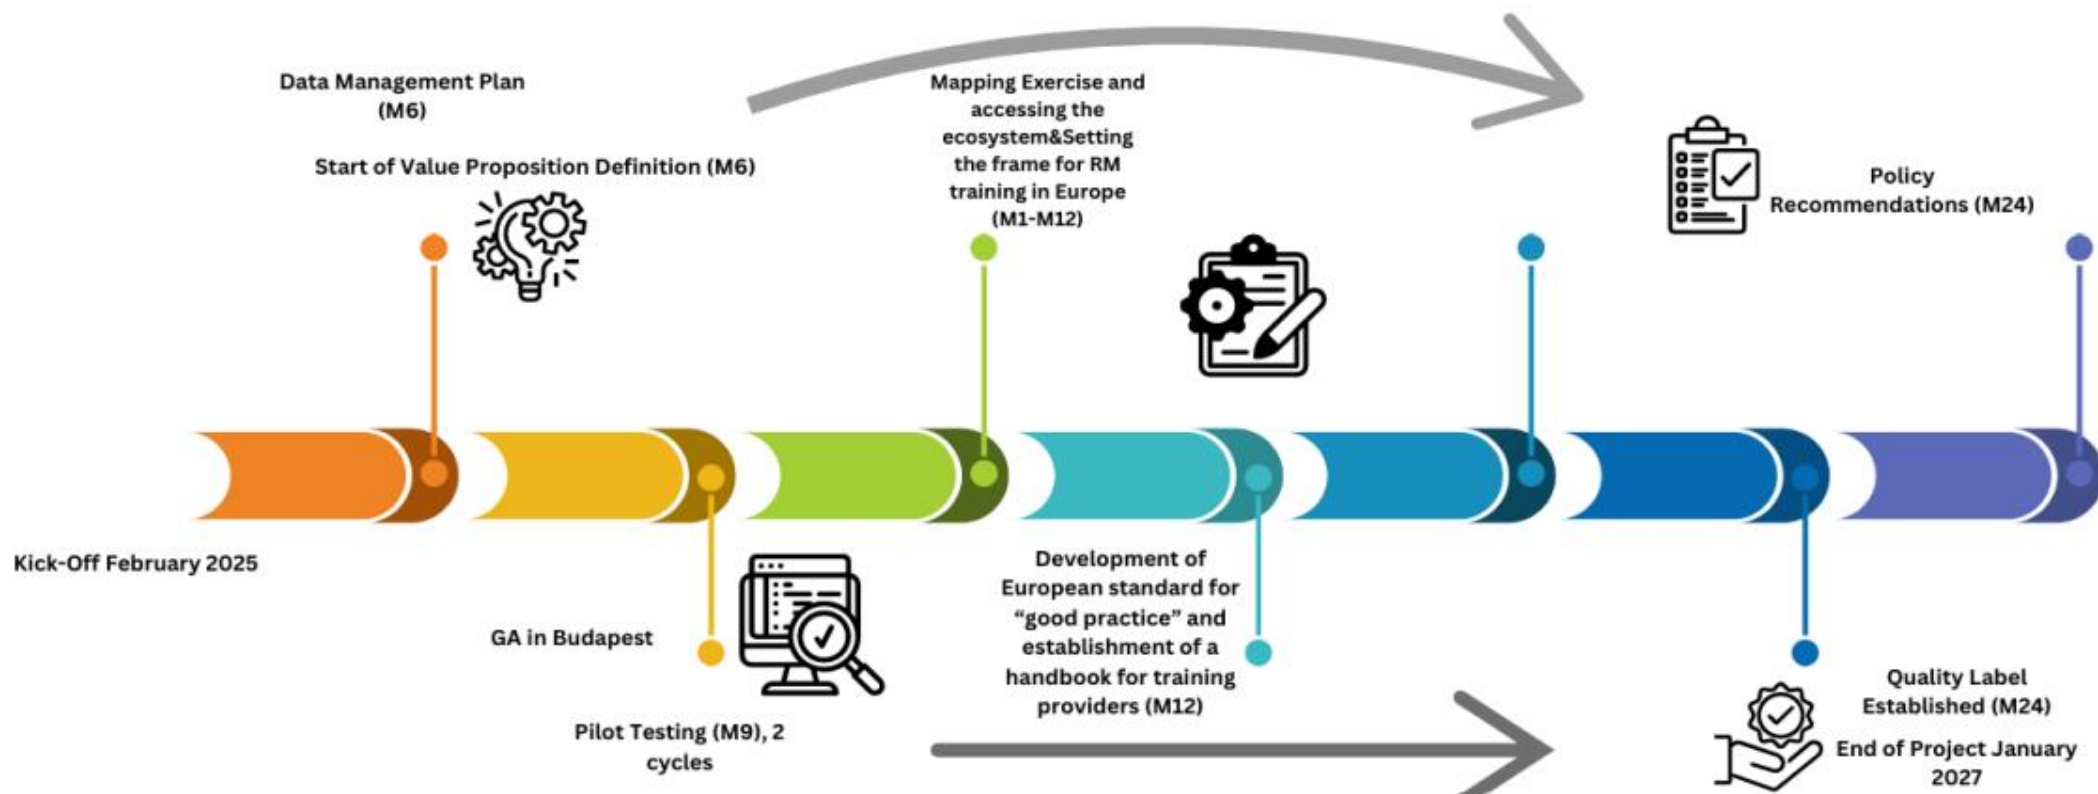 Data Management Plan
(M6)
Start of Value Proposition Definition (M6)
Mapping Exercise and
accessing the
ecosystem&Setting
the frame for RM
training in Europe
(M1-M12)
Policy
Recommendations (M24)
Kick-Off February 2025
GA in Budapest
Pilot Testing (M9), 2
cycles
Development of
European standard for
“good practice” and
establishment of a
handbook for training
providers (M12)
Quality Label
Established (M24)
End of Project January
2027